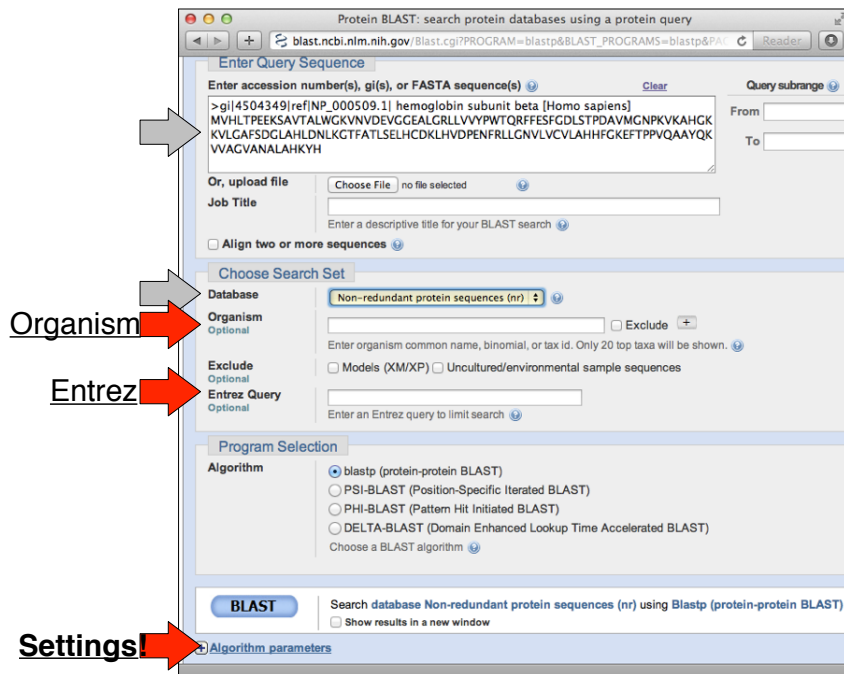 Protein BLAST: search protein databases using a protein query
blast.ncbi.nlm.nih.gov/Blast.cgi?PROGRAM=blastp&BLAST_PROGRAMS=blastp&PAG
Reader
Enter Query Sequence
Enter accession number(s), gi(s), or FASTA sequence(s)
Clear
Query subrange
>gi|4504349|ref|NP_000509.1| hemoglobin subunit beta [Homo sapiens]
MVHLTPEEKSAVTALWGKVNVDEVGGEALGRLLVVYPWTQRFFESFGDLSTPDAVMGNPKVKAHGK
KVLGAFSDGLAHLDNLKGTFATLSELHCDKLHVDPENFRLLGNVLVCVLAHHFGKEFTPPVQAAYQK
VVAGVANALAHKYH
From
To
Or, upload file
Choose File no file selected
Job Title
Enter a descriptive title for your BLAST search
Align two or more sequences
Choose Search Set
Database
Non-redundant protein sequences (nr)
Organism
Organism
Optional
Exclude +
Enter organism common name, binomial, or tax id. Only 20 top taxa will be shown.
Exclude
Optional
Models (XM/XP) Uncultured/environmental sample sequences
Entrez
Entrez Query
Optional
Enter an Entrez query to limit search
Program Selection
Algorithm
blastp (protein-protein BLAST)
PSI-BLAST (Position-Specific Iterated BLAST)
PHI-BLAST (Pattern Hit Initiated BLAST)
DELTA-BLAST (Domain Enhanced Lookup Time Accelerated BLAST)
Choose a BLAST algorithm
BLAST
Search database Non-redundant protein sequences (nr) using Blastp (protein-protein BLAST)
Show results in a new window
Settings!
Algorithm parameters